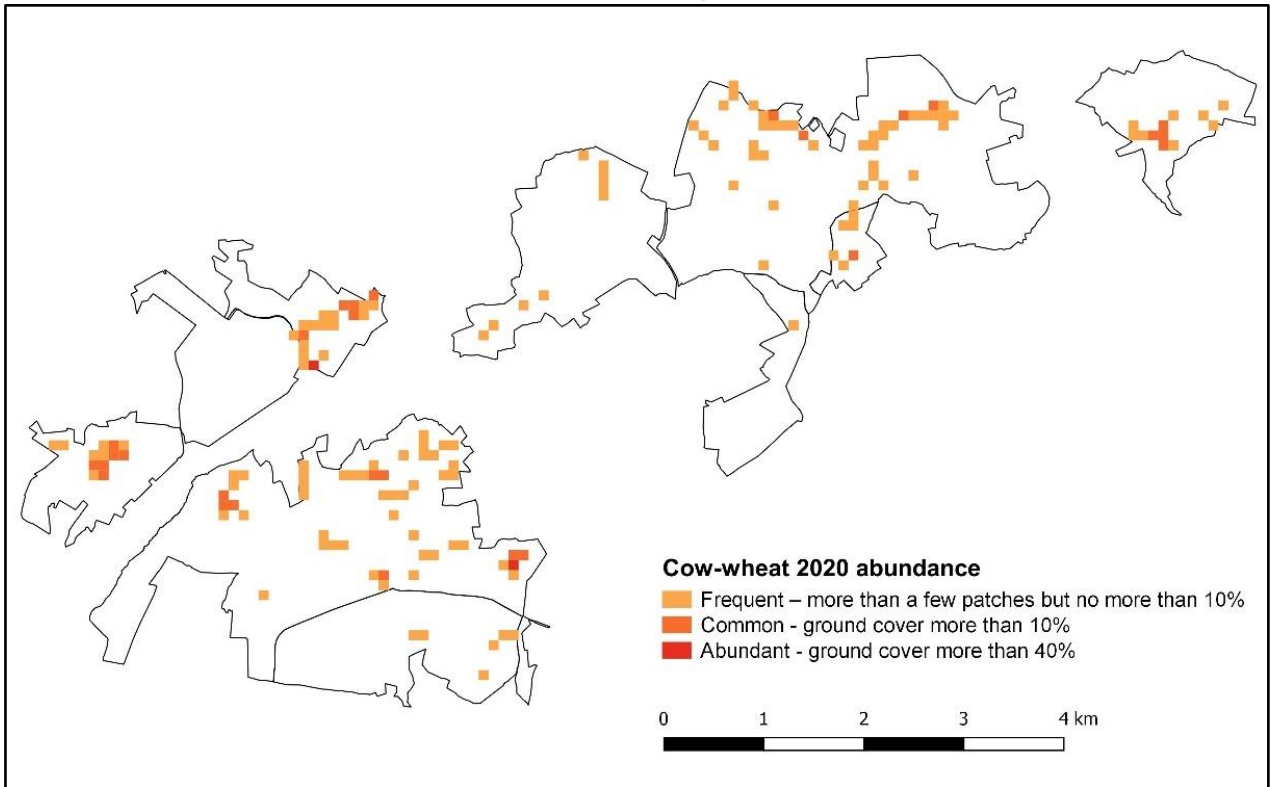 Cow-wheat 2020 abundance
Frequent – more than a few patches but no more than 10%
Common - ground cover more than 10%
Abundant - ground cover more than 40%
0 1 2 3 4 km